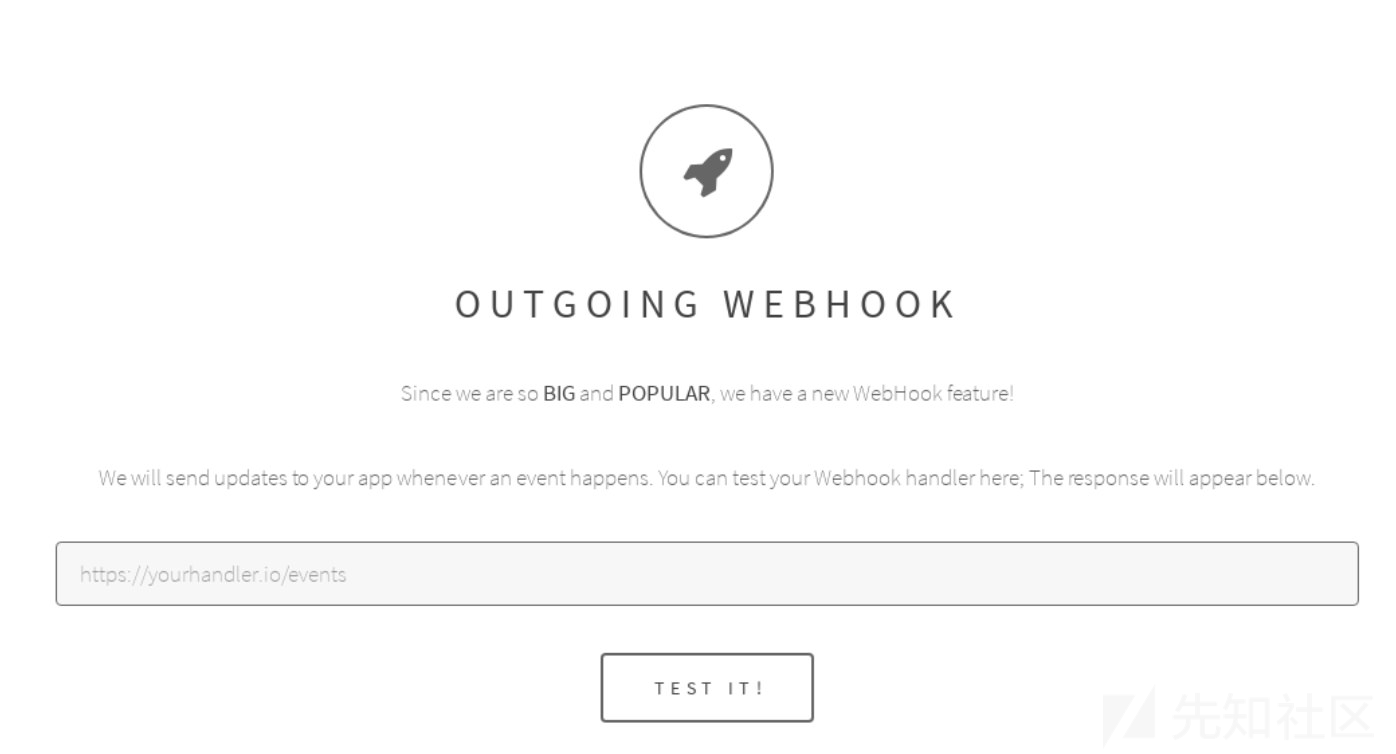 OUTGOING WEBHOOK
Since we are so BIG and POPULAR, we have a new WebHook feature!
We will send updates to your app whenever an event happens. You can test your Webhook handler here; The response will appear below.
https://yourhandler.io/events
TEST IT!
先知社区